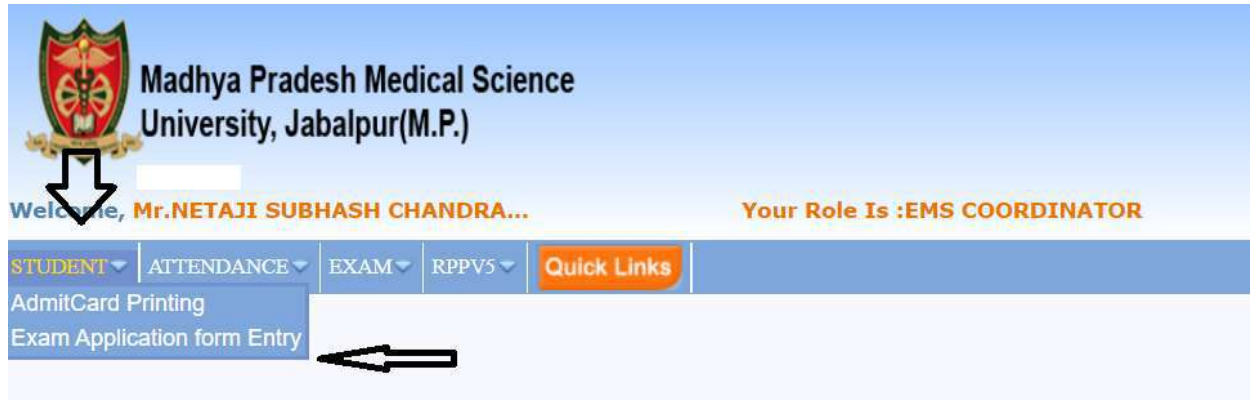 Madhya Pradesh Medical Science
University, Jabalpur(M.P.)
Welcome, Mr.NETAJI SUBHASH CHANDRA... Your Role Is :EMS COORDINATOR
STUDENT ATTENDANCE EXAM RPPV5 Quick Links
AdmitCard Printing
Exam Application form Entry